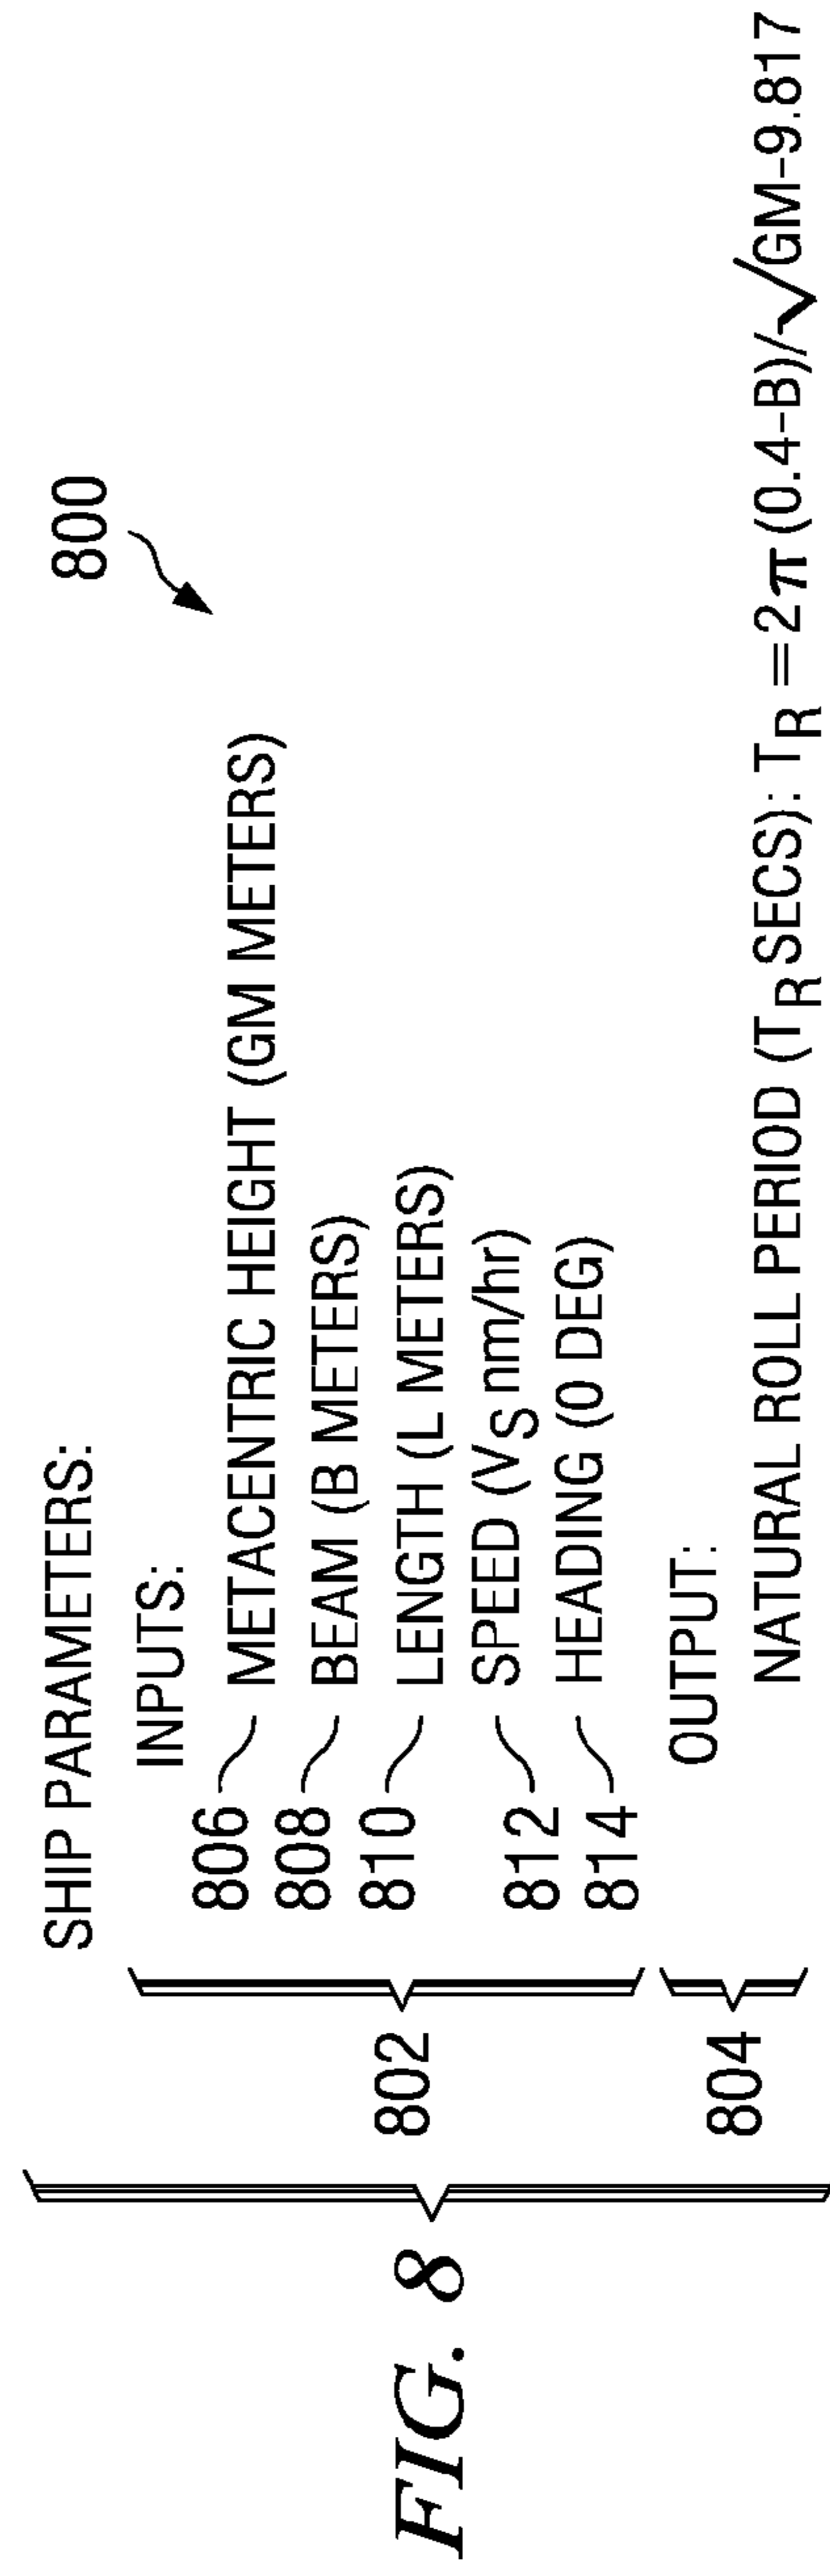 800
SHIP PARAMETERS:
INPUTS:
806 METACENTRIC HEIGHT (GM METERS)
808 BEAM (B METERS)
810 LENGTH (L METERS)
812 SPEED (VS nm/hr)
814 HEADING (0 DEG)
802
OUTPUT:
NATURAL ROLL PERIOD (TR SECS): TR = 2π (0.4-B)/√GM-9.817
804
FIG. 8